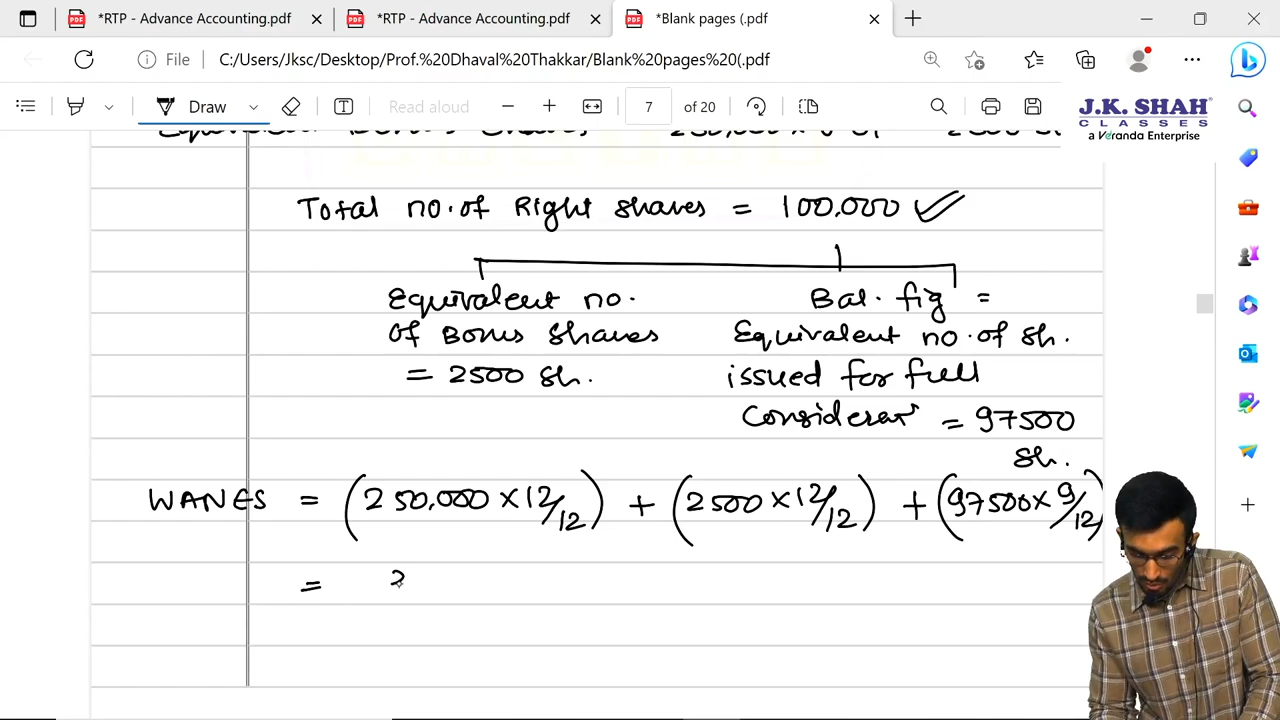 *RTP - Advance Accounting.pdf
*RTP - Advance Accounting.pdf
*Blank pages (.pdf
File
C:/Users/Jksc/Desktop/Prof.%20Dhaval%20Thakkar/Blank%20pages%20(.pdf
Draw
Read aloud
7 of 20
J.K. SHAH®
CLASSES
a Veranda Enterprise
Total no. of Right shares = 100,000
Equivalent no.
of Bonus shares
= 2500 sh.
Bal. fig =
Equivalent no. of sh.
issued for full
Considerat' = 97500
sh.
WANES = (250,000 × 12/12) + (2500 × 12/12) + (97500 × 9/12)
=